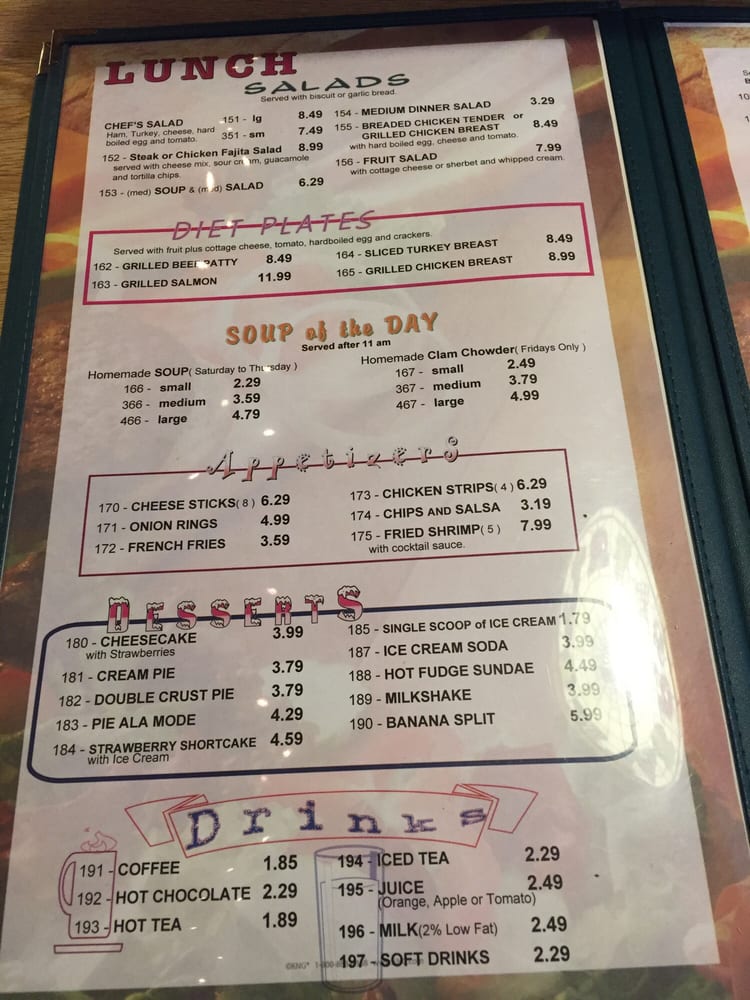 LUNCH
SALADS
Served with biscuit or garlic bread.
CHEF'S SALAD 151 - lg 8.49
Ham, Turkey, cheese, hard 351 - sm 7.49
boiled egg and tomato.
152 - Steak or Chicken Fajita Salad 8.99
served with cheese mix, sour cream, guacamole
and tortilla chips.
153 - (med) SOUP & (med) SALAD 6.29
154 - MEDIUM DINNER SALAD 3.29
155 - BREADED CHICKEN TENDER or
GRILLED CHICKEN BREAST 8.49
with hard boiled egg, cheese and tomato.
156 - FRUIT SALAD 7.99
with cottage cheese or sherbet and whipped cream.
DIET PLATES
Served with fruit plus cottage cheese, tomato, hardboiled egg and crackers.
162 - GRILLED BEEF PATTY 8.49
163 - GRILLED SALMON 11.99
164 - SLICED TURKEY BREAST 8.49
165 - GRILLED CHICKEN BREAST 8.99
SOUP of the DAY
Served after 11 am
Homemade SOUP( Saturday to Thursday )
166 - small 2.29
366 - medium 3.59
466 - large 4.79
Homemade Clam Chowder( Fridays Only )
167 - small 2.49
367 - medium 3.79
467 - large 4.99
Appetizers
170 - CHEESE STICKS( 8 ) 6.29
171 - ONION RINGS 4.99
172 - FRENCH FRIES 3.59
173 - CHICKEN STRIPS( 4 ) 6.29
174 - CHIPS AND SALSA 3.19
175 - FRIED SHRIMP( 5 ) 7.99
with cocktail sauce.
DESSERTS
180 - CHEESECAKE 3.99
with Strawberries
181 - CREAM PIE 3.79
182 - DOUBLE CRUST PIE 3.79
183 - PIE ALA MODE 4.29
184 - STRAWBERRY SHORTCAKE 4.59
with Ice Cream
185 - SINGLE SCOOP of ICE CREAM 1.79
187 - ICE CREAM SODA 3.99
188 - HOT FUDGE SUNDAE 4.49
189 - MILKSHAKE 3.99
190 - BANANA SPLIT 5.99
Drinks
191 - COFFEE 1.85
192 - HOT CHOCOLATE 2.29
193 - HOT TEA 1.89
194 - ICED TEA 2.29
195 - JUICE 2.49
(Orange, Apple or Tomato)
196 - MILK(2% Low Fat) 2.49
197 - SOFT DRINKS 2.29